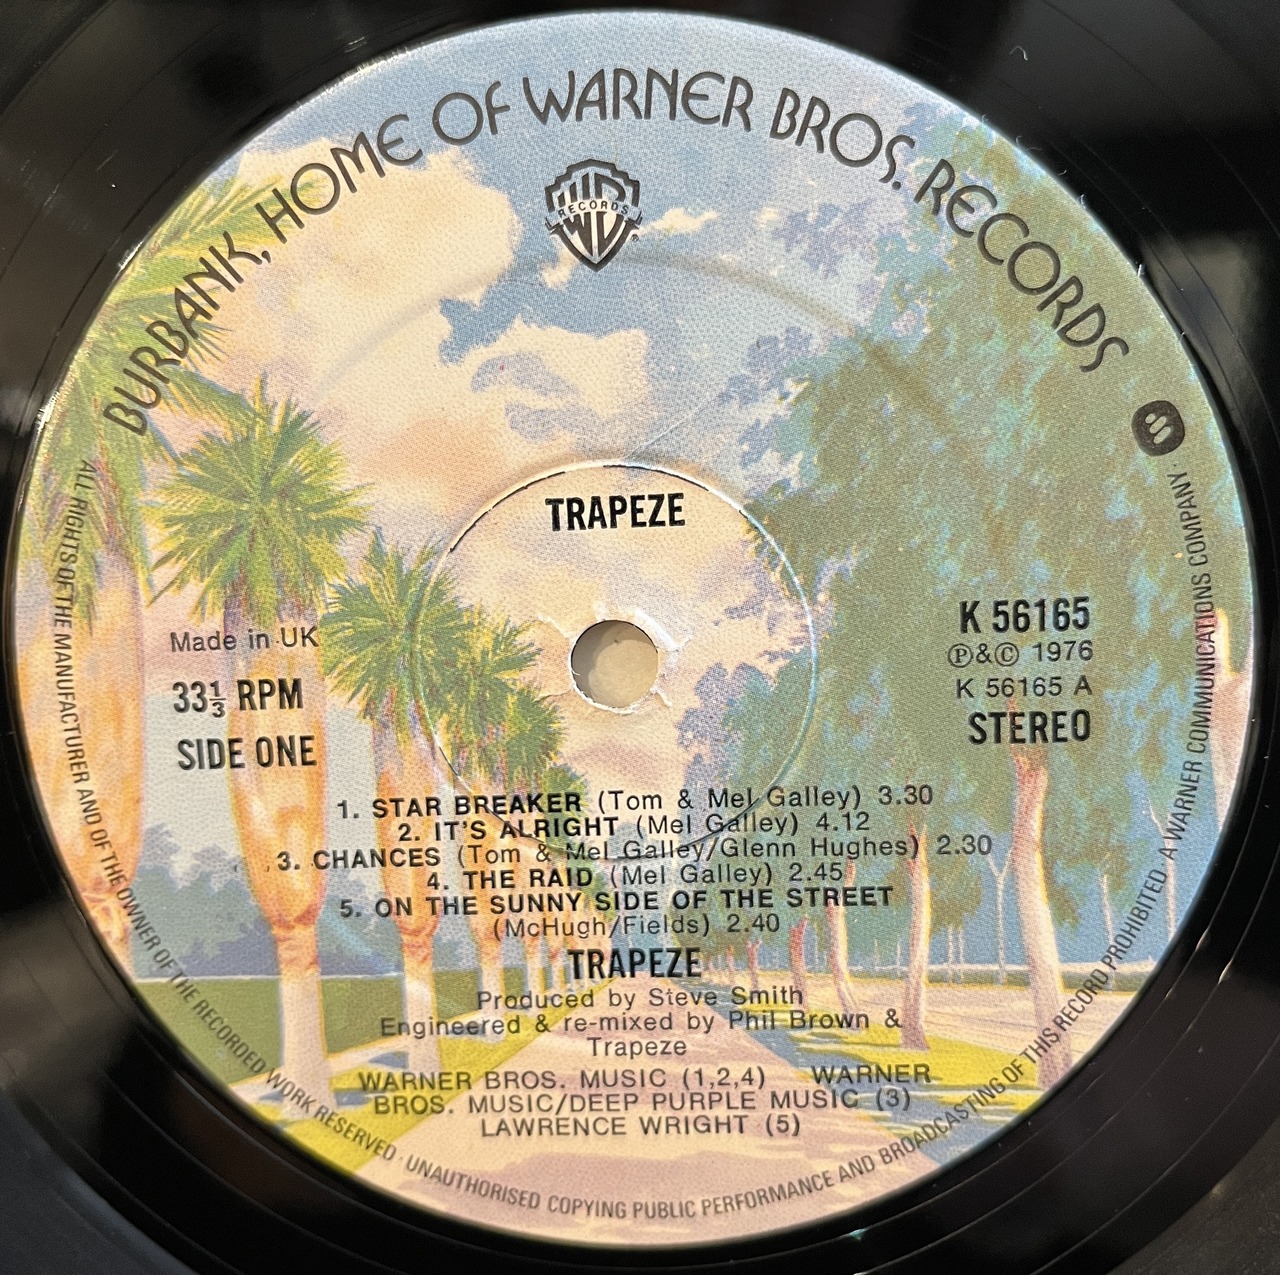 BURBANK, HOME OF WARNER BROS. RECORDS
RECORDS
TRAPEZE
Made in UK
33⅓ RPM
SIDE ONE
K 56165
℗&© 1976
K 56165 A
STEREO
1. STAR BREAKER (Tom & Mel Galley) 3.30
2. IT'S ALRIGHT (Mel Galley) 4.12
3. CHANCES (Tom & Mel Galley/Glenn Hughes) 2.30
4. THE RAID (Mel Galley) 2.45
5. ON THE SUNNY SIDE OF THE STREET
(McHugh/Fields) 2.40
TRAPEZE
Produced by Steve Smith
Engineered & re-mixed by Phil Brown &
Trapeze
WARNER BROS. MUSIC (1,2,4) WARNER
BROS. MUSIC/DEEP PURPLE MUSIC (3)
LAWRENCE WRIGHT (5)
ALL RIGHTS OF THE MANUFACTURER AND OF THE OWNER OF THE RECORDED WORK RESERVED · UNAUTHORISED COPYING PUBLIC PERFORMANCE AND BROADCASTING OF THIS RECORD PROHIBITED · A WARNER COMMUNICATIONS COMPANY ·